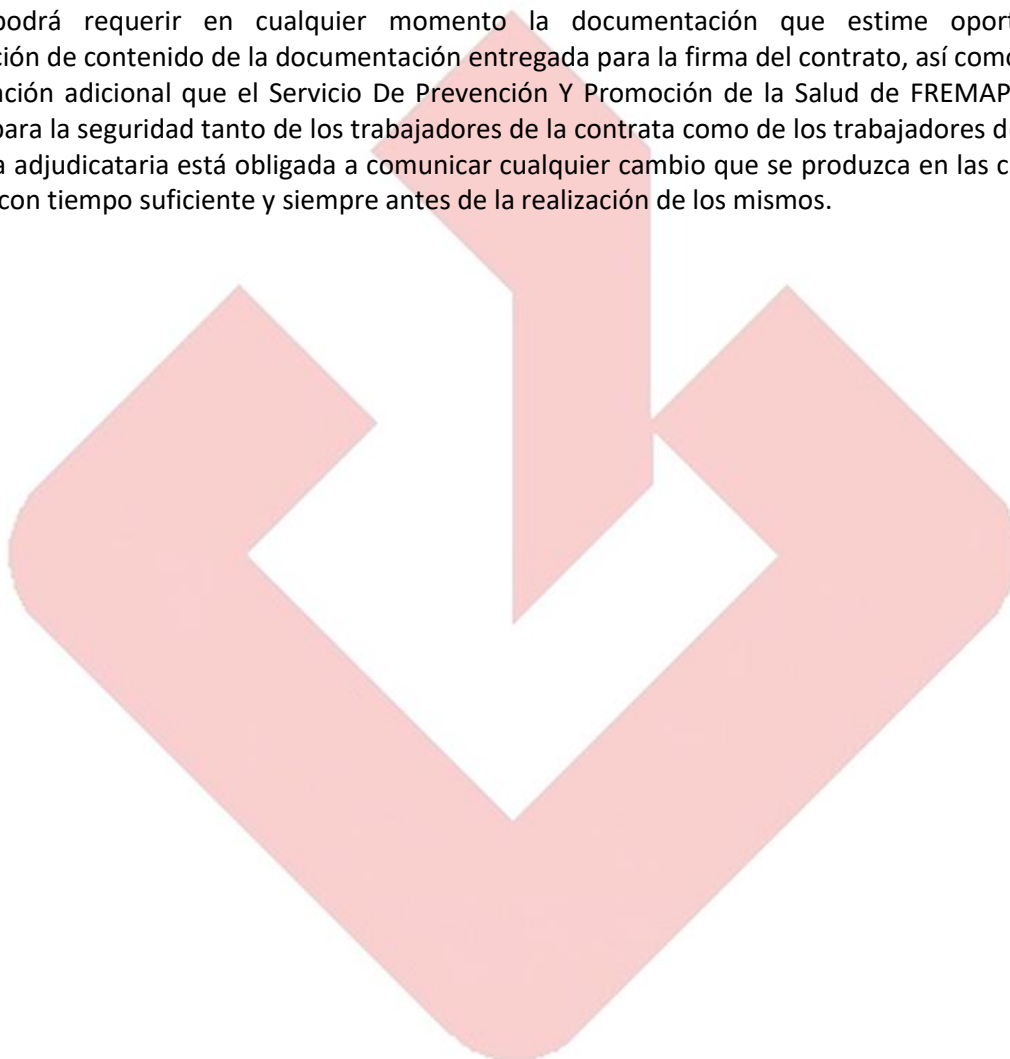 podrá requerir en cualquier momento la documentación que estime
de contenido de la documentación entregada para la firma del contrato, así como
adicional que el Servicio De Prevención Y Promoción de la Salud de FREMAP
para la seguridad tanto de los trabajadores de la contrata como de los trabajadores
adjudicataria está obligada a comunicar cualquier cambio que se produzca en las
con tiempo suficiente y siempre antes de la realización de los mismos.